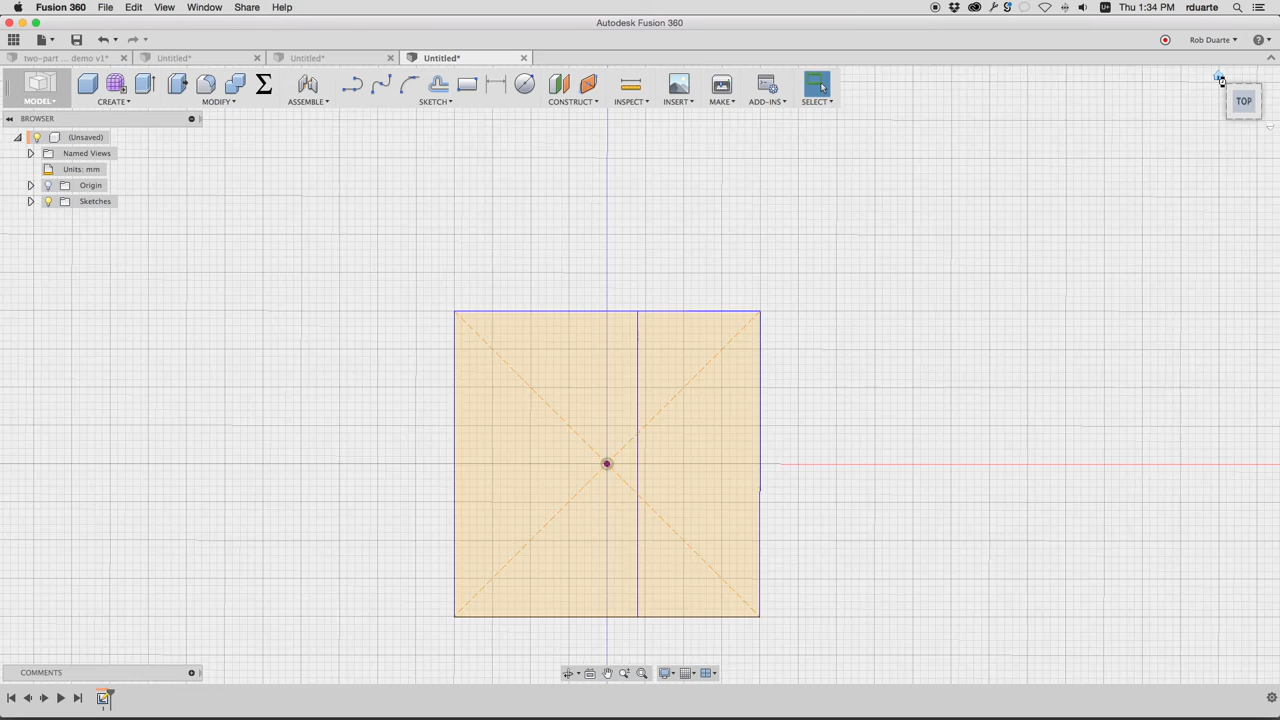 Fusion 360 File Edit View Window Share Help Thu 1:34 PM rduarte
Autodesk Fusion 360
Rob Duarte
two-part ... demo v1* Untitled* Untitled* Untitled*
MODEL CREATE MODIFY ASSEMBLE SKETCH CONSTRUCT INSPECT INSERT MAKE ADD-INS SELECT
TOP
BROWSER
(Unsaved)
Named Views
Units: mm
Origin
Sketches
COMMENTS